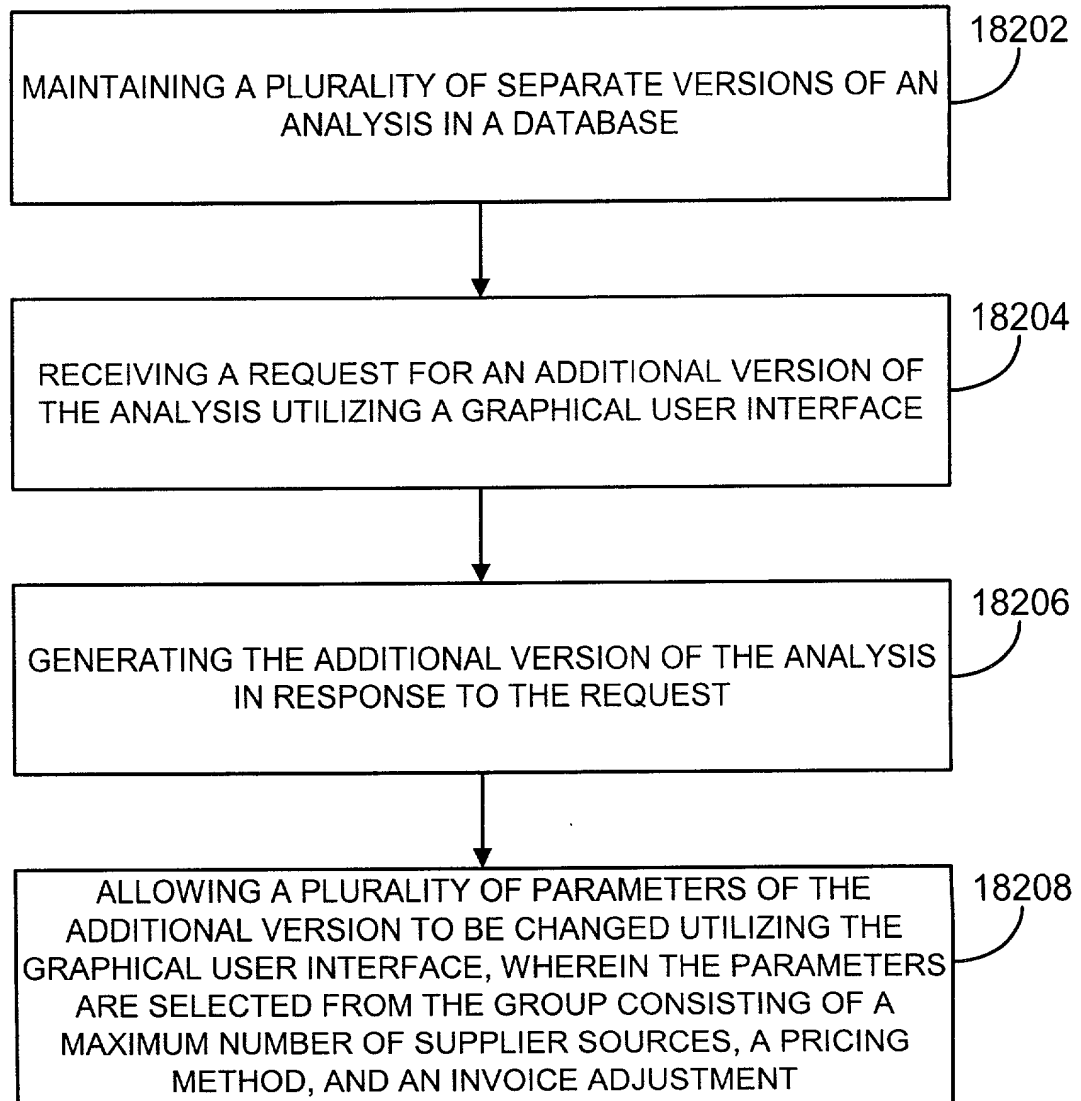 18202
MAINTAINING A PLURALITY OF SEPARATE VERSIONS OF AN
ANALYSIS IN A DATABASE
18204
RECEIVING A REQUEST FOR AN ADDITIONAL VERSION OF
THE ANALYSIS UTILIZING A GRAPHICAL USER INTERFACE
18206
GENERATING THE ADDITIONAL VERSION OF THE ANALYSIS
IN RESPONSE TO THE REQUEST
18208
ALLOWING A PLURALITY OF PARAMETERS OF THE
ADDITIONAL VERSION TO BE CHANGED UTILIZING THE
GRAPHICAL USER INTERFACE, WHEREIN THE PARAMETERS
ARE SELECTED FROM THE GROUP CONSISTING OF A
MAXIMUM NUMBER OF SUPPLIER SOURCES, A PRICING
METHOD, AND AN INVOICE ADJUSTMENT